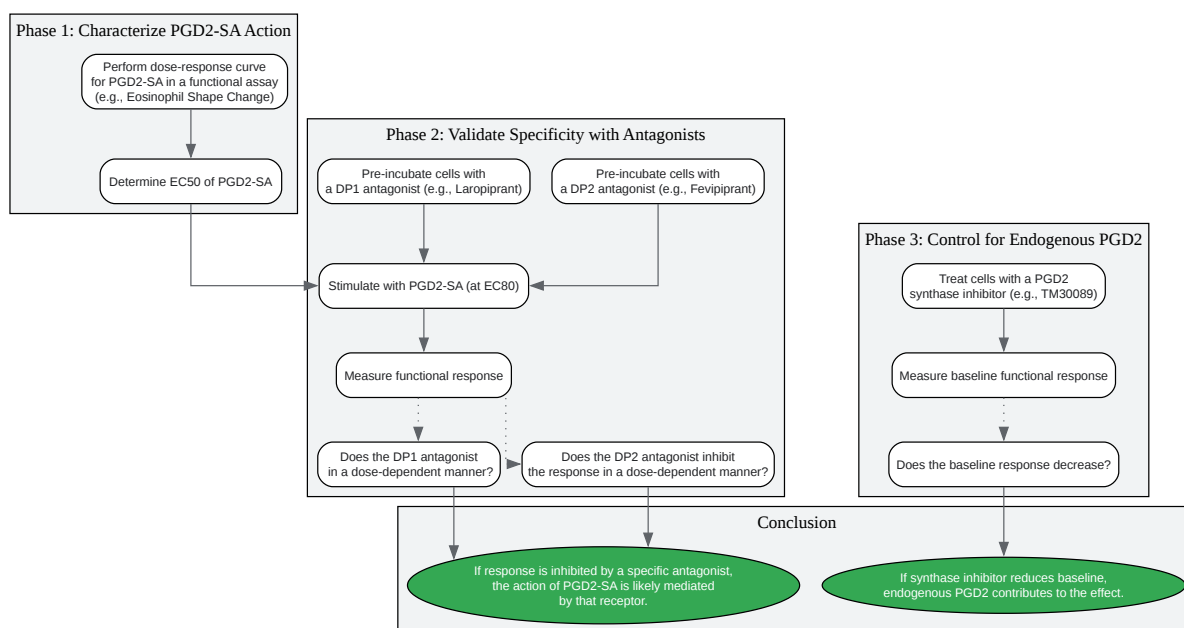 Phase 1: Characterize PGD2-SA Action
Perform dose-response curve
for PGD2-SA in a functional assay
(e.g., Eosinophil Shape Change)
Determine EC50 of PGD2-SA
Phase 2: Validate Specificity with Antagonists
Pre-incubate cells with
a DP1 antagonist (e.g., Laropiprant)
Pre-incubate cells with
a DP2 antagonist (e.g., Fevipiprant)
Stimulate with PGD2-SA (at EC80)
Measure functional response
Does the DP1 antagonist
in a dose-dependent manner?
Does the DP2 antagonist inhibit
the response in a dose-dependent manner?
Phase 3: Control for Endogenous PGD2
Treat cells with a PGD2
synthase inhibitor (e.g., TM30089)
Measure baseline functional response
Does the baseline response decrease?
Conclusion
If response is inhibited by a specific antagonist,
the action of PGD2-SA is likely mediated
by that receptor.
If synthase inhibitor reduces baseline,
endogenous PGD2 contributes to the effect.